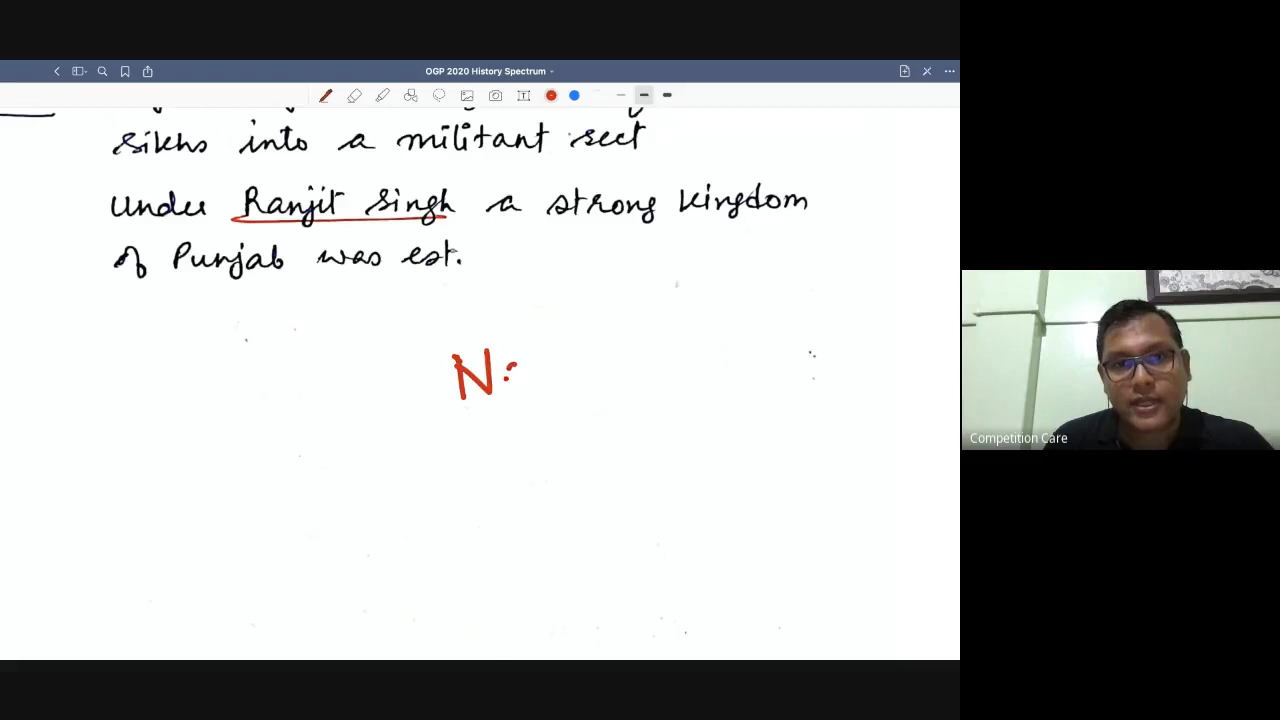 OGP 2020 History Spectrum
sikhs into a militant sect
Under Ranjit Singh a strong kingdom
of Punjab was est.
N
Competition Care